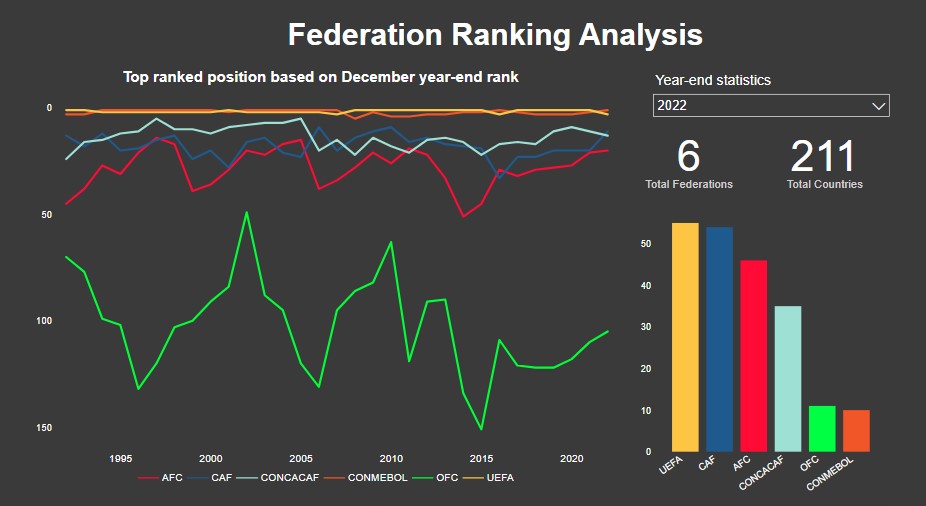 Federation Ranking Analysis
Top ranked position based on December year-end rank
0
50
100
150
1995 2000 2005 2010 2015 2020
AFC CAF CONCACAF CONMEBOL OFC UEFA
Year-end statistics
2022
6
Total Federations
211
Total Countries
50
40
30
20
10
0
UEFA CAF AFC CONCACAF OFC CONMEBOL